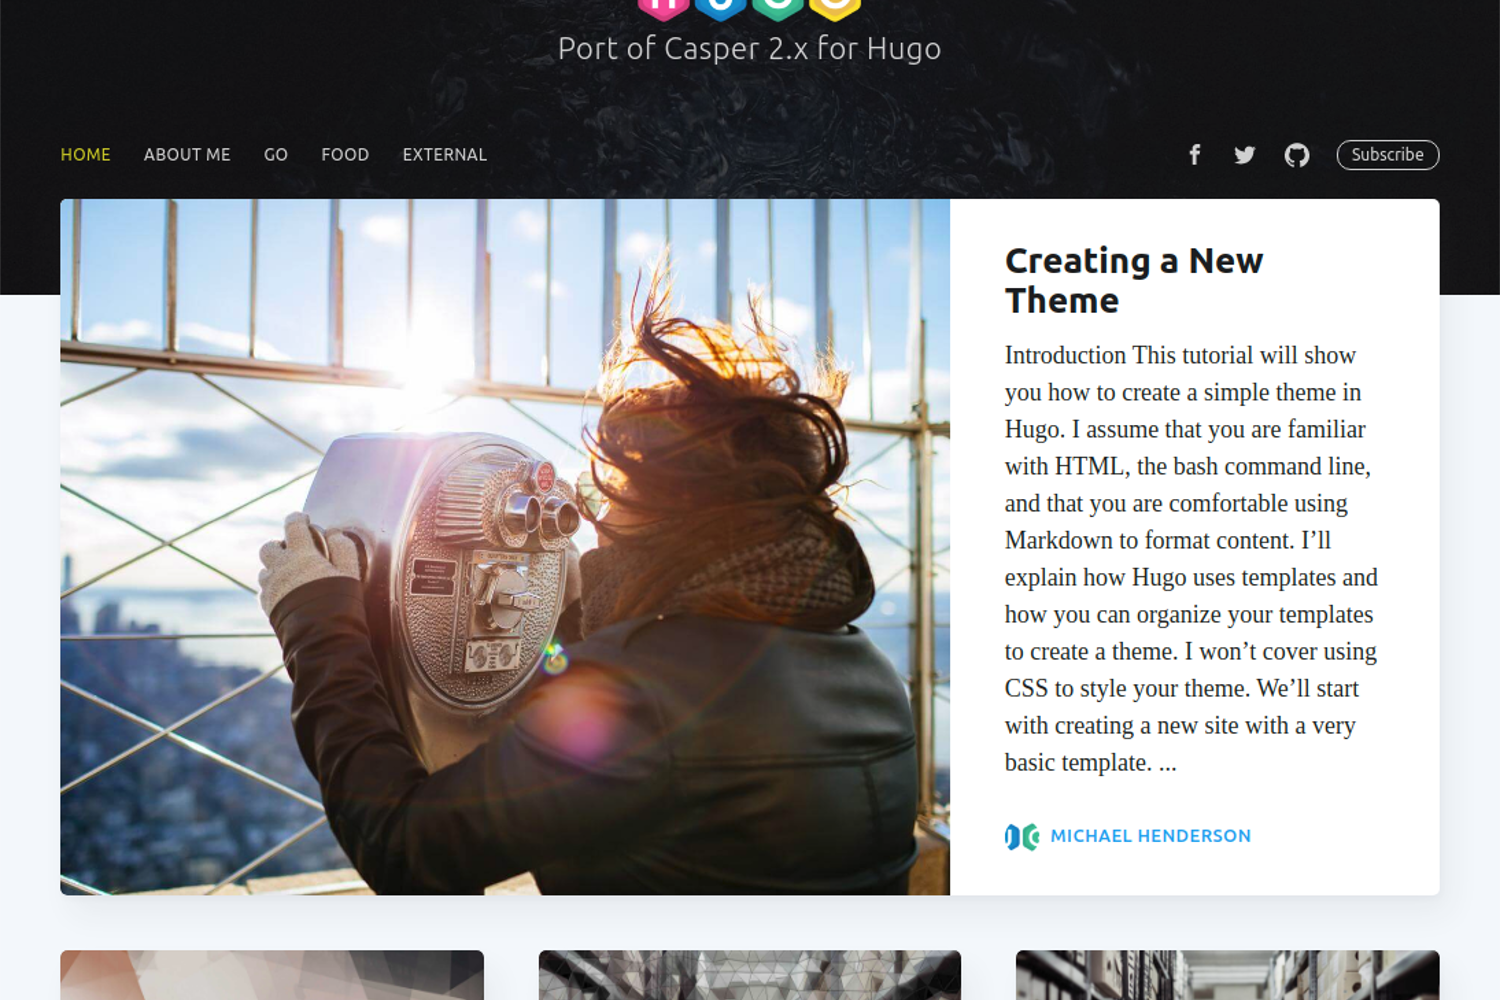 Port of Casper 2.x for Hugo
HOME ABOUT ME GO FOOD EXTERNAL Subscribe
Creating a New
Theme
Introduction This tutorial will show
you how to create a simple theme in
Hugo. I assume that you are familiar
with HTML, the bash command line,
and that you are comfortable using
Markdown to format content. I’ll
explain how Hugo uses templates and
how you can organize your templates
to create a theme. I won’t cover using
CSS to style your theme. We’ll start
with creating a new site with a very
basic template. ...
MICHAEL HENDERSON